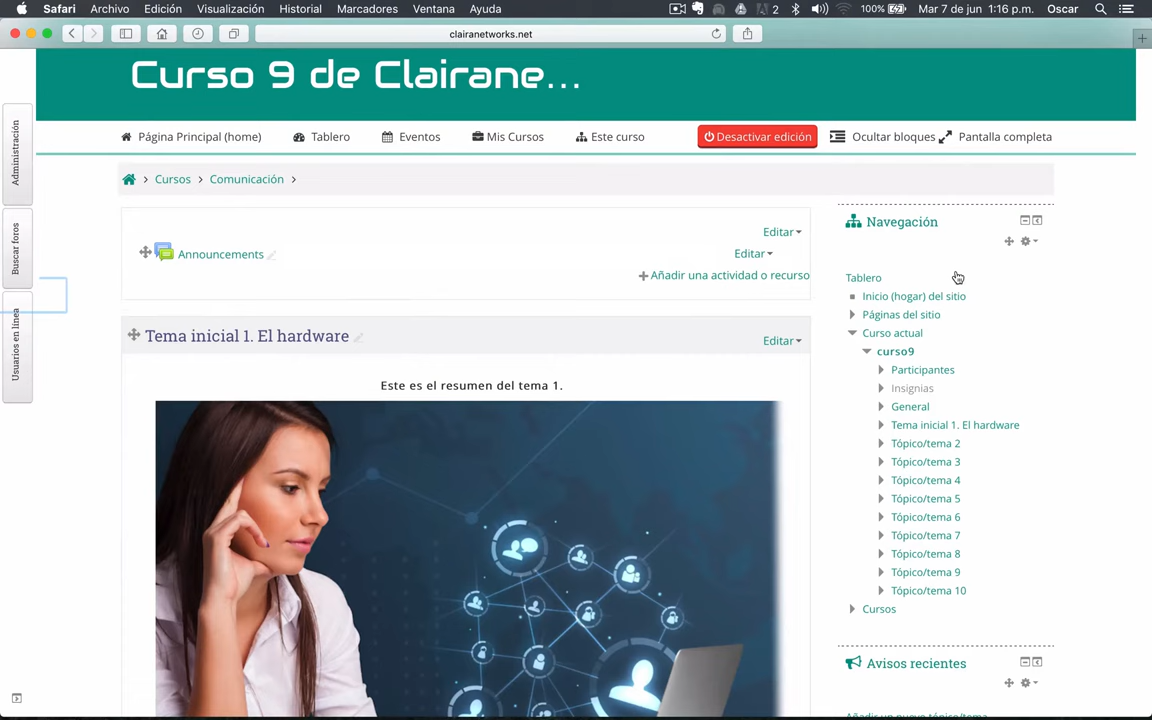 Safari Archivo Edición Visualización Historial Marcadores Ventana Ayuda 2 100% Mar 7 de jun 1:16 p.m. Oscar
clairanetworks.net
Curso 9 de Clairane...
Página Principal (home) Tablero Eventos Mis Cursos Este curso Desactivar edición Ocultar bloques Pantalla completa
Administración
Buscar foros
Usuarios en línea
Cursos Comunicación
Editar
Announcements Editar
Añadir una actividad o recurso
Tema inicial 1. El hardware
Editar
Este es el resumen del tema 1.
Navegación
Tablero
Inicio (hogar) del sitio
Páginas del sitio
Curso actual
curso9
Participantes
Insignias
General
Tema inicial 1. El hardware
Tópico/tema 2
Tópico/tema 3
Tópico/tema 4
Tópico/tema 5
Tópico/tema 6
Tópico/tema 7
Tópico/tema 8
Tópico/tema 9
Tópico/tema 10
Cursos
Avisos recientes
Añadir un nuevo tópico/tema